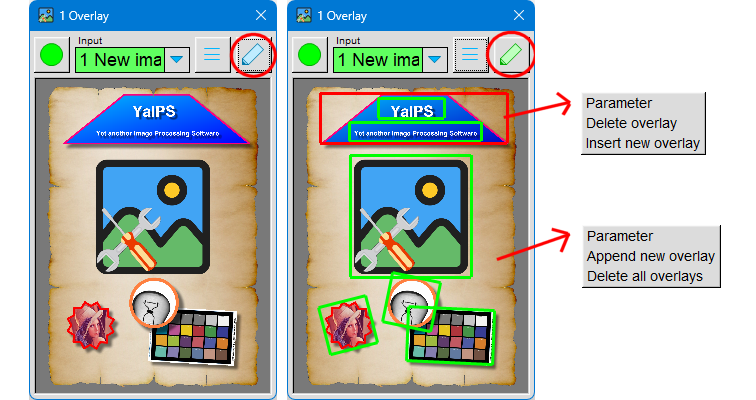 1 Overlay
Input
1 New ima
YaIPS
Yet another Image Processing Software
1 Overlay
Input
1 New ima
YaIPS
Yet another Image Processing Software
Parameter
Delete overlay
Insert new overlay
Parameter
Append new overlay
Delete all overlays